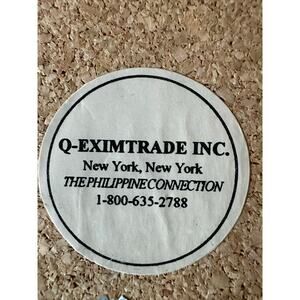 Q-EXIMTRADE INC.
New York, New York
THE PHILIPPINE CONNECTION
1-800-635-2788